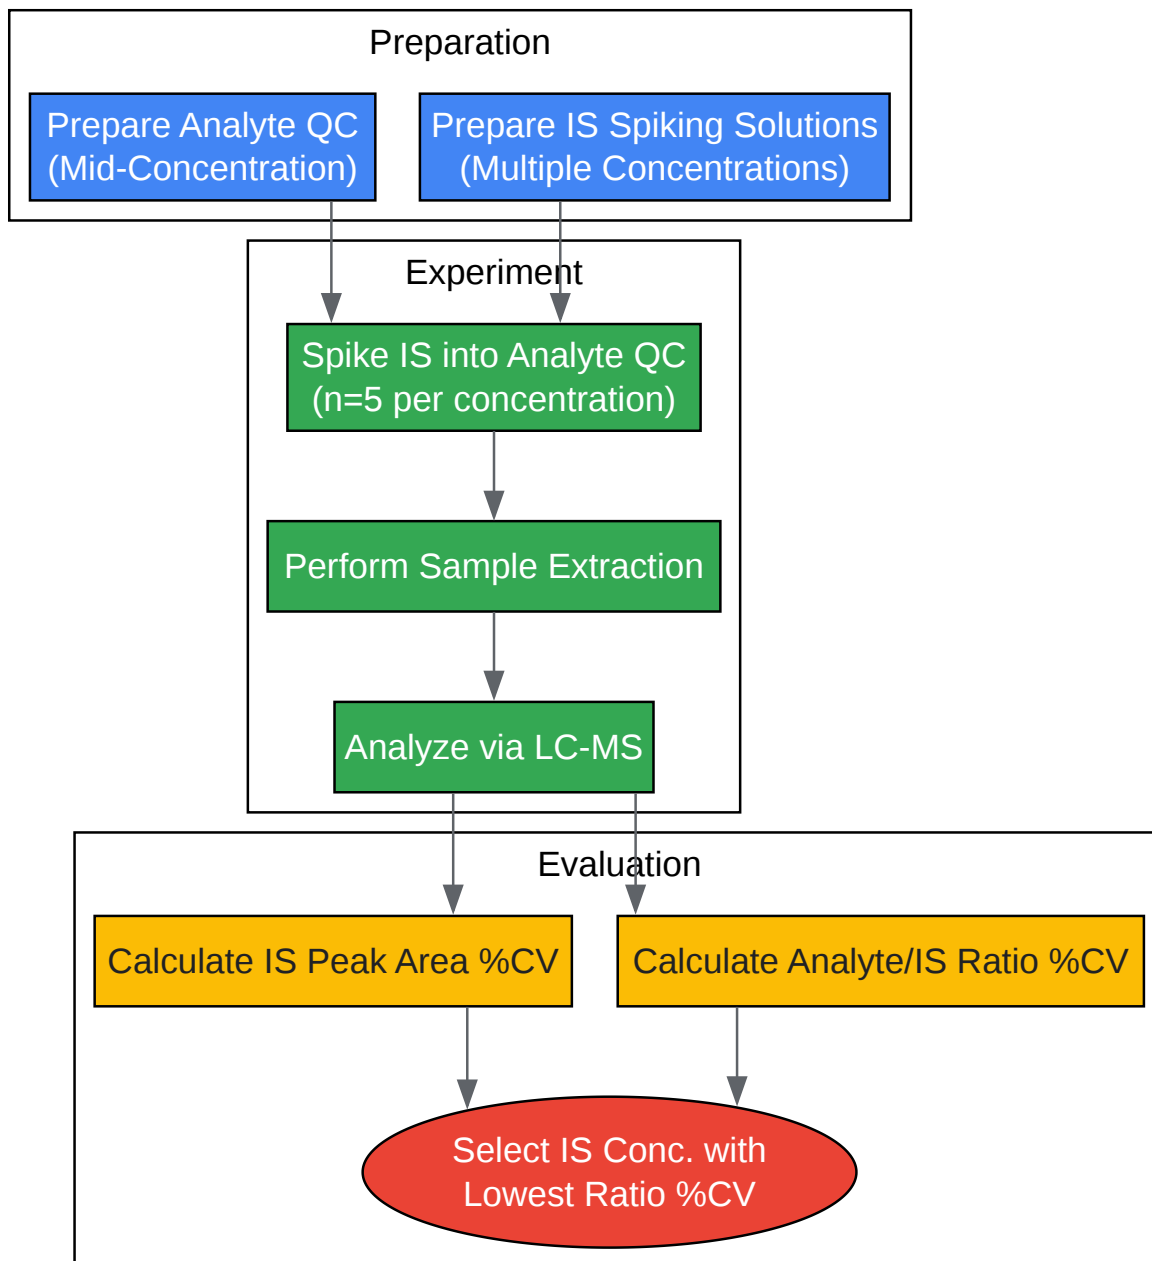 Preparation
Prepare Analyte QC
(Mid-Concentration)
Prepare IS Spiking Solutions
(Multiple Concentrations)
Experiment
Spike IS into Analyte QC
(n=5 per concentration)
Perform Sample Extraction
Analyze via LC-MS
Evaluation
Calculate IS Peak Area %CV
Calculate Analyte/IS Ratio %CV
Select IS Conc. with
Lowest Ratio %CV